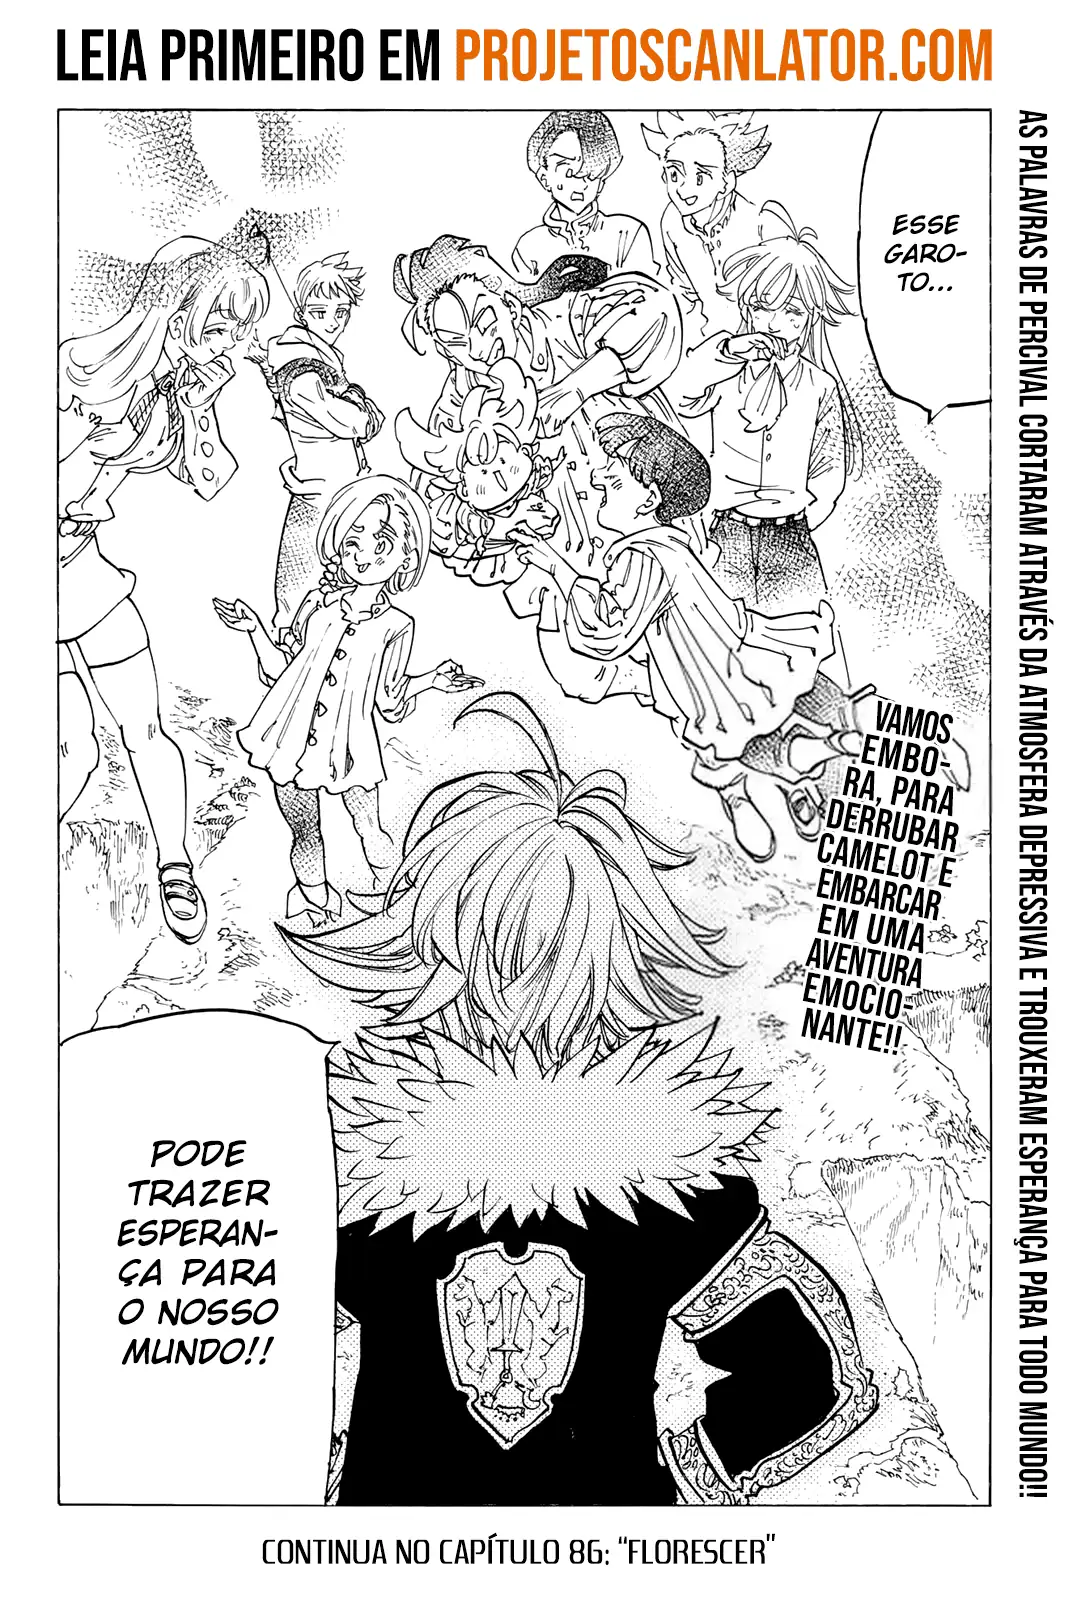 LEIA PRIMEIRO EM PROJETOSCANLATOR.COM
AS PALAVRAS DE PERCIVAL CORTARAM ATRAVÉS DA ATMOSFERA DEPRESSIVA E TROUXERAM ESPERANÇA PARA TODO MUNDO!!
ESSE
GARO-
TO...
VAMOS
EMBO-
RA, PARA
DERRUBAR
CAMELOT E
EMBARCAR
EM UMA
AVENTURA
EMOCIO-
NANTE!!
PODE
TRAZER
ESPERAN-
ÇA PARA
O NOSSO
MUNDO!!
CONTINUA NO CAPÍTULO 86: “FLORESCER”